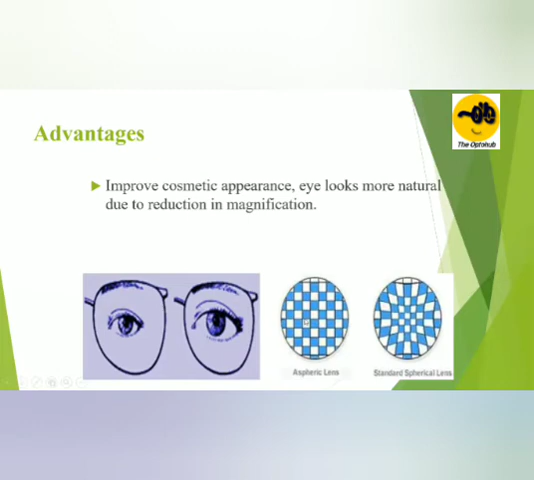 The Optohub
Advantages
Improve cosmetic appearance, eye looks more natural
due to reduction in magnification.
Aspheric Lens
Standard Spherical Lens